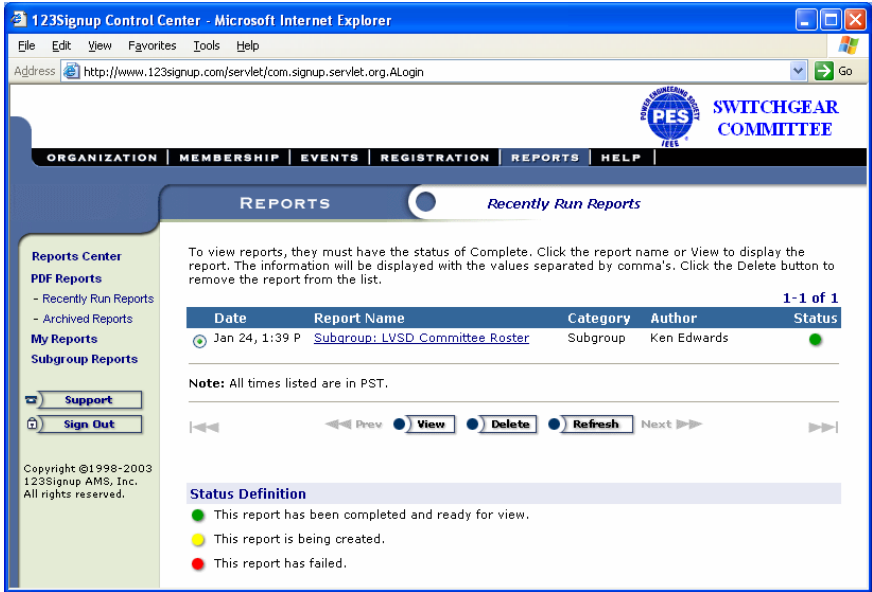 123Signup Control Center - Microsoft Internet Explorer
File Edit View Favorites Tools Help
Address http://www.123signup.com/servlet/com.signup.servlet.org.ALogin Go
POWER ENGINEERING SOCIETY
PES
IEEE
SWITCHGEAR
COMMITTEE
ORGANIZATION MEMBERSHIP EVENTS REGISTRATION REPORTS HELP
REPORTS Recently Run Reports
Reports Center
PDF Reports
- Recently Run Reports
- Archived Reports
My Reports
Subgroup Reports
Support
Sign Out
Copyright ©1998-2003
123Signup AMS, Inc.
All rights reserved.
To view reports, they must have the status of Complete. Click the report name or View to display the
report. The information will be displayed with the values separated by comma's. Click the Delete button to
remove the report from the list.
1-1 of 1
Date Report Name Category Author Status
Jan 24, 1:39 P Subgroup: LVSD Committee Roster Subgroup Ken Edwards
Note: All times listed are in PST.
Prev View Delete Refresh Next
Status Definition
This report has been completed and ready for view.
This report is being created.
This report has failed.